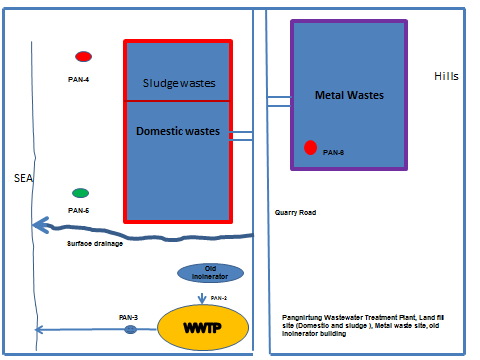 PAN-4
Sludge wastes
Domestic wastes
Metal Wastes
Hills
PAN-8
SEA
PAN-5
Quarry Road
Surface drainage
Old
Incinerator
PAN-2
PAN-3
WWTP
Pangnirtung Wastewater Treatment Plant, Land fill
site (Domestic and sludge ), Metal waste site, old
Incinerator building